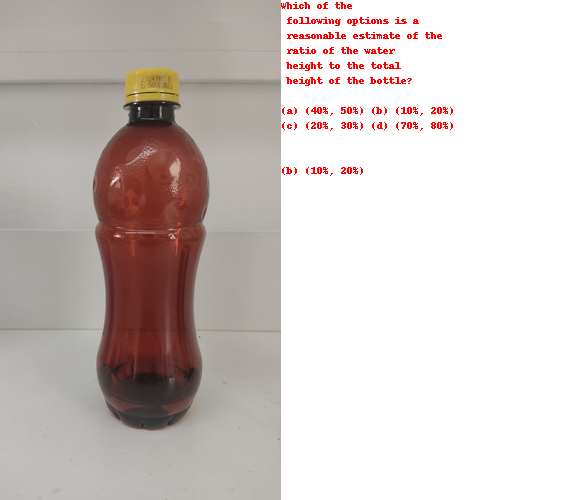 Which of the
following options is a
reasonable estimate of the
ratio of the water
height to the total
height of the bottle?
(a) (40%, 50%) (b) (10%, 20%)
(c) (20%, 30%) (d) (70%, 80%)
(b) (10%, 20%)